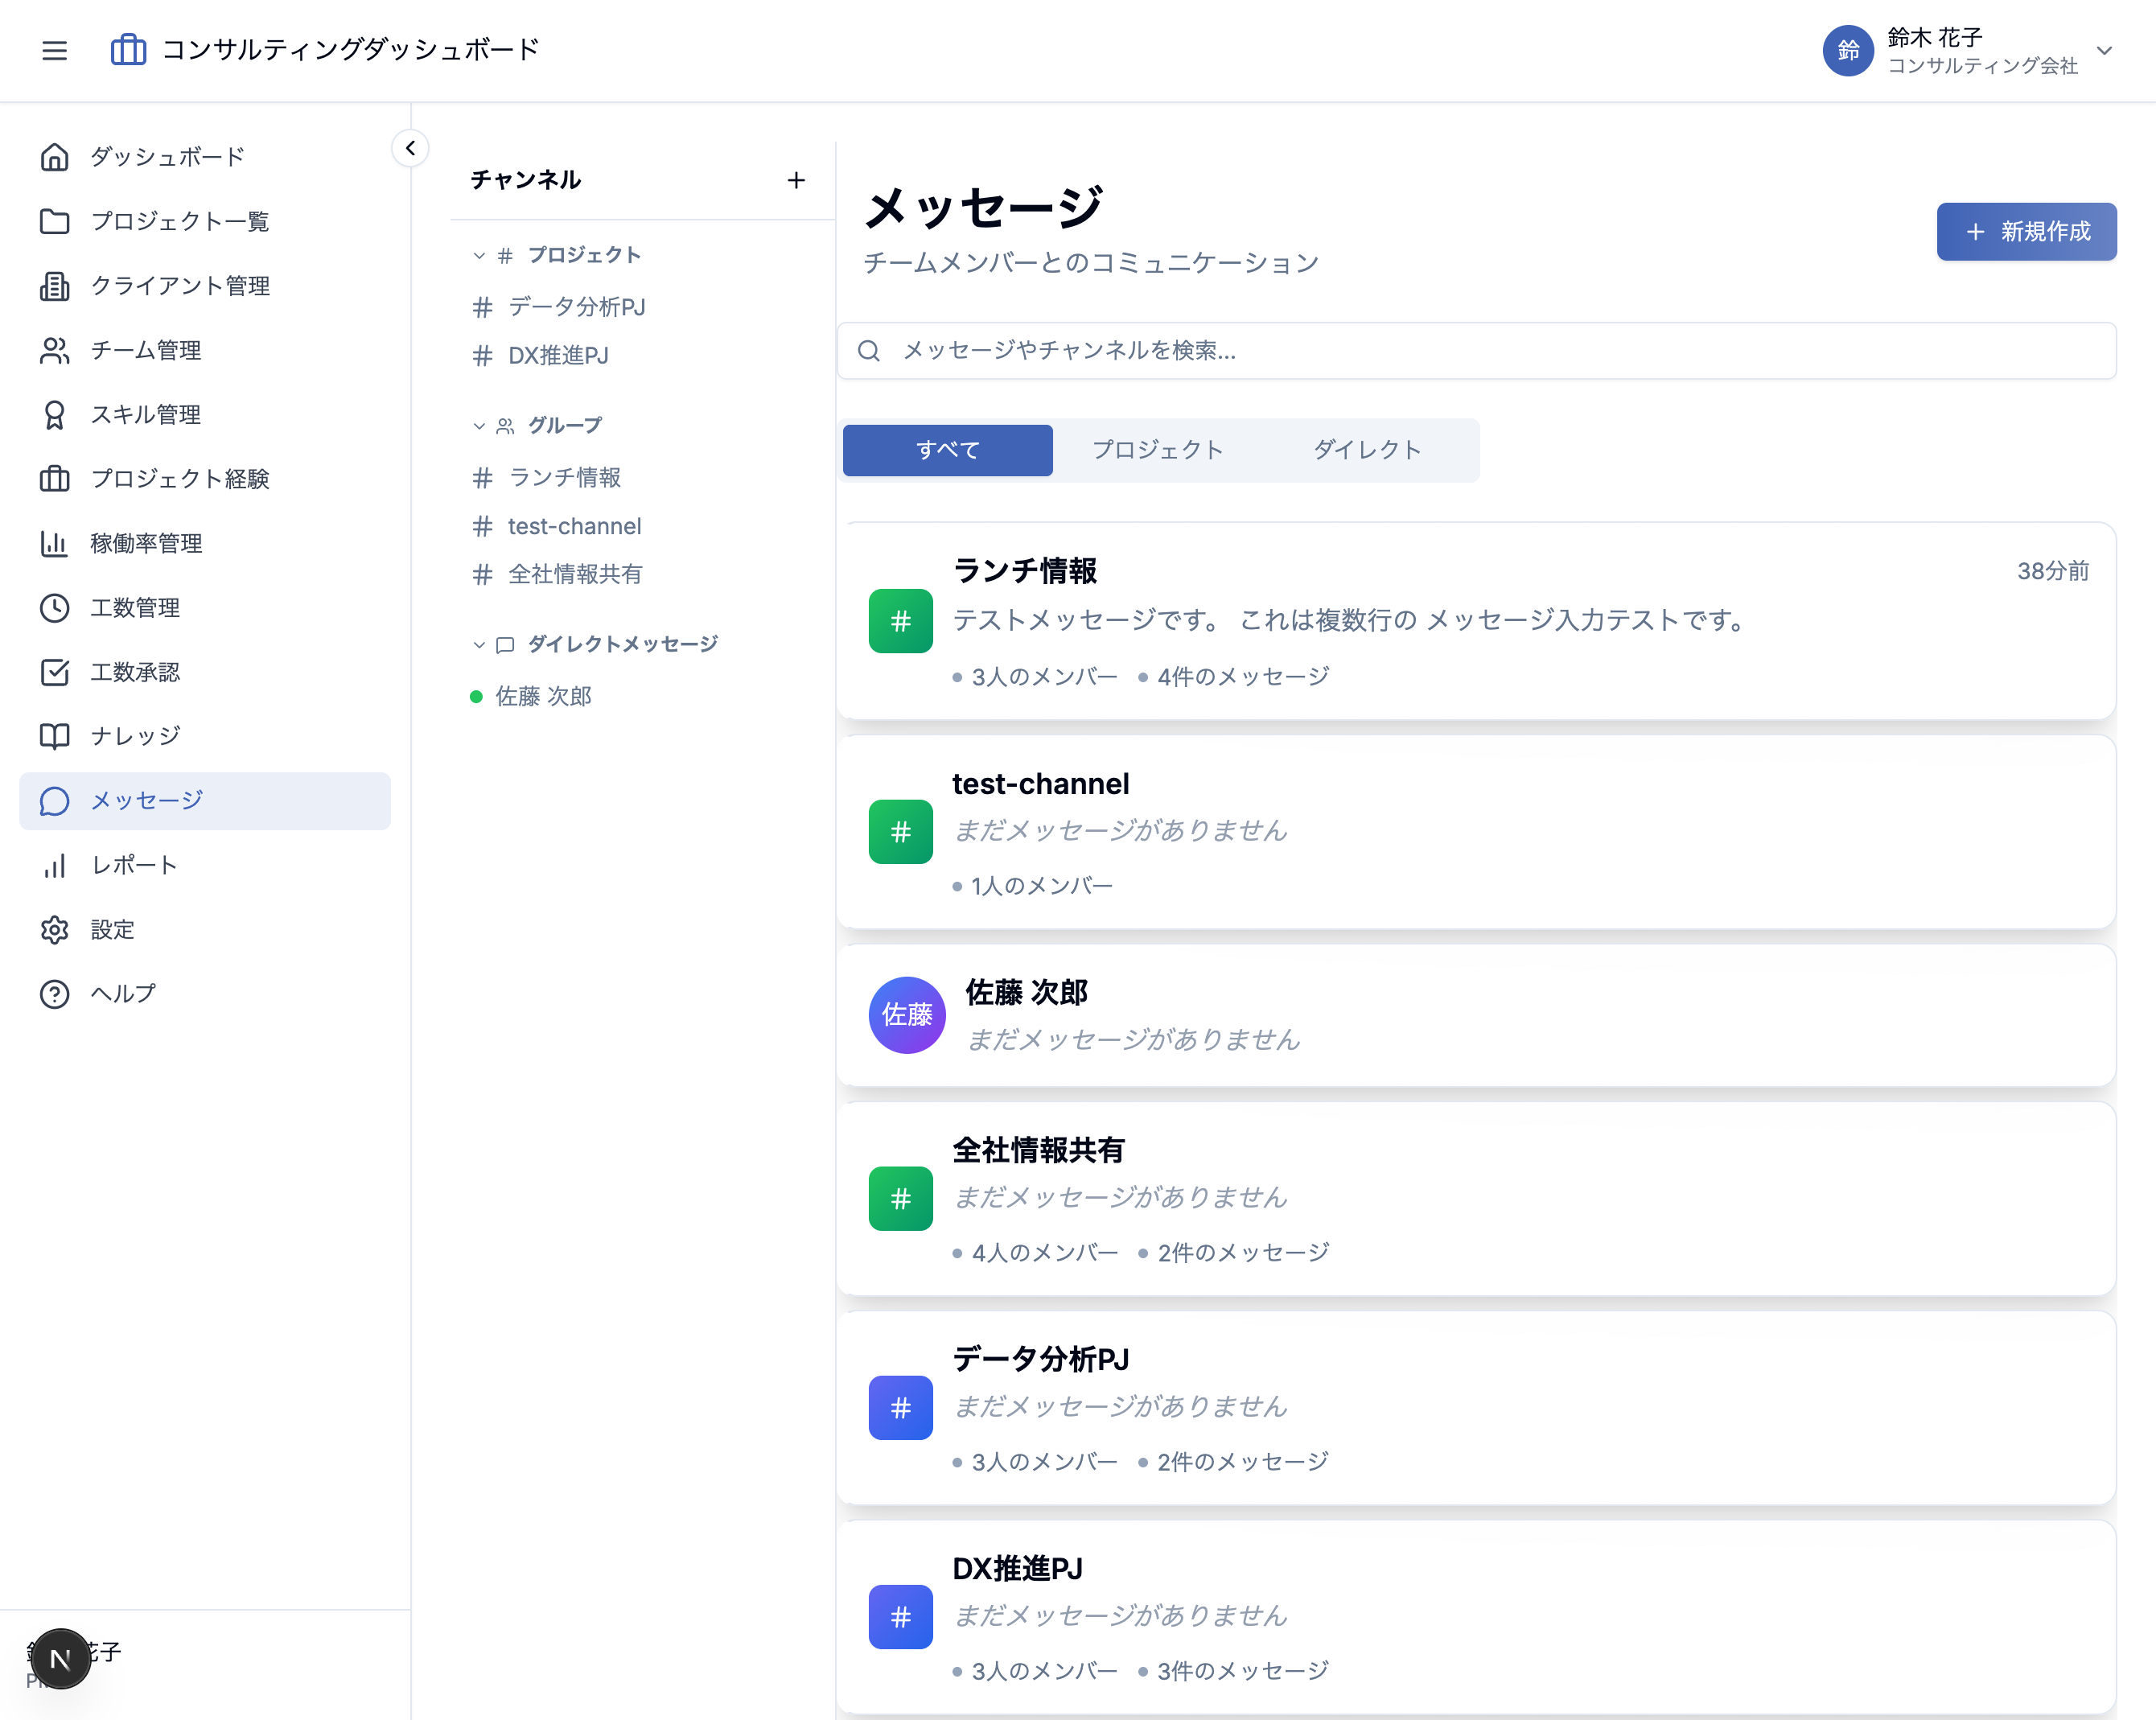 コンサルティングダッシュボード
鈴
鈴木 花子
コンサルティング会社
ダッシュボード
プロジェクト一覧
クライアント管理
チーム管理
スキル管理
プロジェクト経験
稼働率管理
工数管理
工数承認
ナレッジ
メッセージ
レポート
設定
ヘルプ
花子
N
チャンネル
プロジェクト
# データ分析PJ
# DX推進PJ
グループ
# ランチ情報
# test-channel
# 全社情報共有
ダイレクトメッセージ
佐藤 次郎
メッセージ
チームメンバーとのコミュニケーション
+ 新規作成
メッセージやチャンネルを検索...
すべて
プロジェクト
ダイレクト
ランチ情報
38分前
#
テストメッセージです。 これは複数行の メッセージ入力テストです。
3人のメンバー
4件のメッセージ
test-channel
#
まだメッセージがありません
1人のメンバー
佐藤
佐藤 次郎
まだメッセージがありません
全社情報共有
#
まだメッセージがありません
4人のメンバー
2件のメッセージ
データ分析PJ
#
まだメッセージがありません
3人のメンバー
2件のメッセージ
DX推進PJ
#
まだメッセージがありません
3人のメンバー
3件のメッセージ